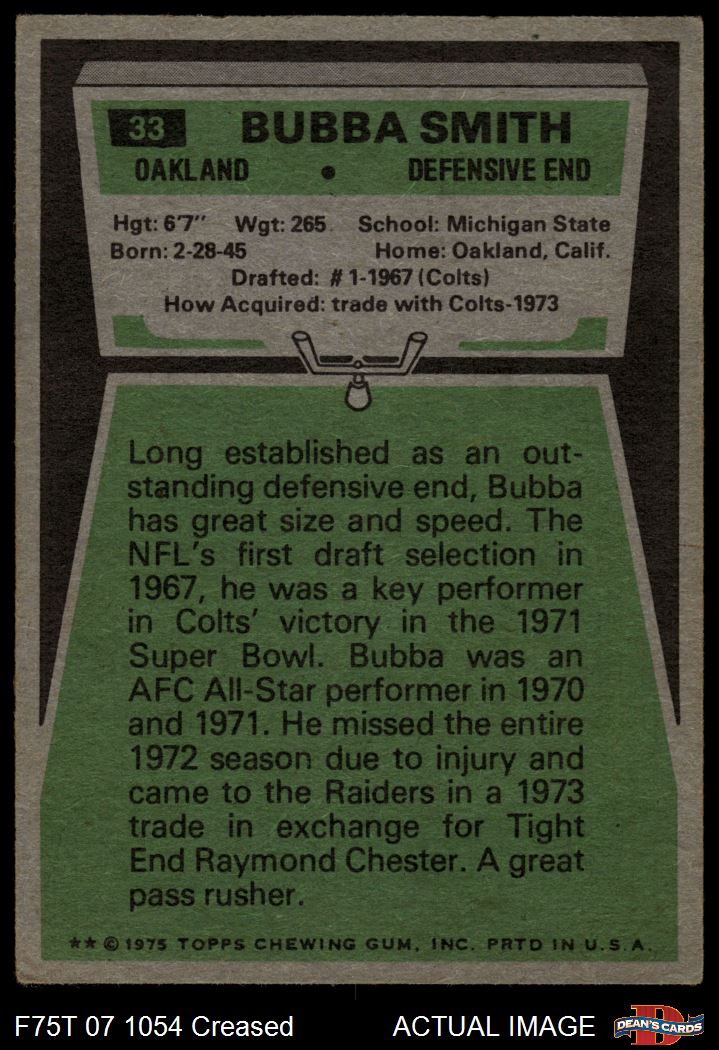 33 BUBBA SMITH
OAKLAND • DEFENSIVE END
Hgt: 6'7" Wgt: 265 School: Michigan State
Born: 2-28-45 Home: Oakland, Calif.
Drafted: #1-1967 (Colts)
How Acquired: trade with Colts-1973
Long established as an out-
standing defensive end, Bubba
has great size and speed. The
NFL's first draft selection in
1967, he was a key performer
in Colts' victory in the 1971
Super Bowl. Bubba was an
AFC All-Star performer in 1970
and 1971. He missed the entire
1972 season due to injury and
came to the Raiders in a 1973
trade in exchange for Tight
End Raymond Chester. A great
pass rusher.
**©1975 TOPPS CHEWING GUM, INC. PRTD IN U.S.A.
F75T 07 1054 Creased ACTUAL IMAGE D DEAN'S CARDS